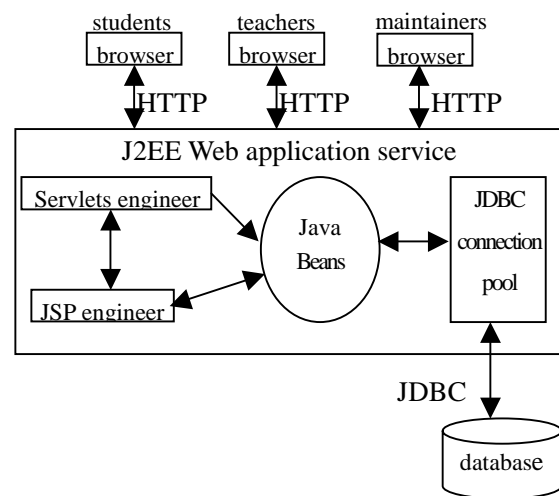 students
teachers
maintainers
browser
browser
browser
HTTP
HTTP
HTTP
J2EE Web application service
Servlets engineer
JSP engineer
Java
Beans
JDBC
connection
pool
JDBC
database